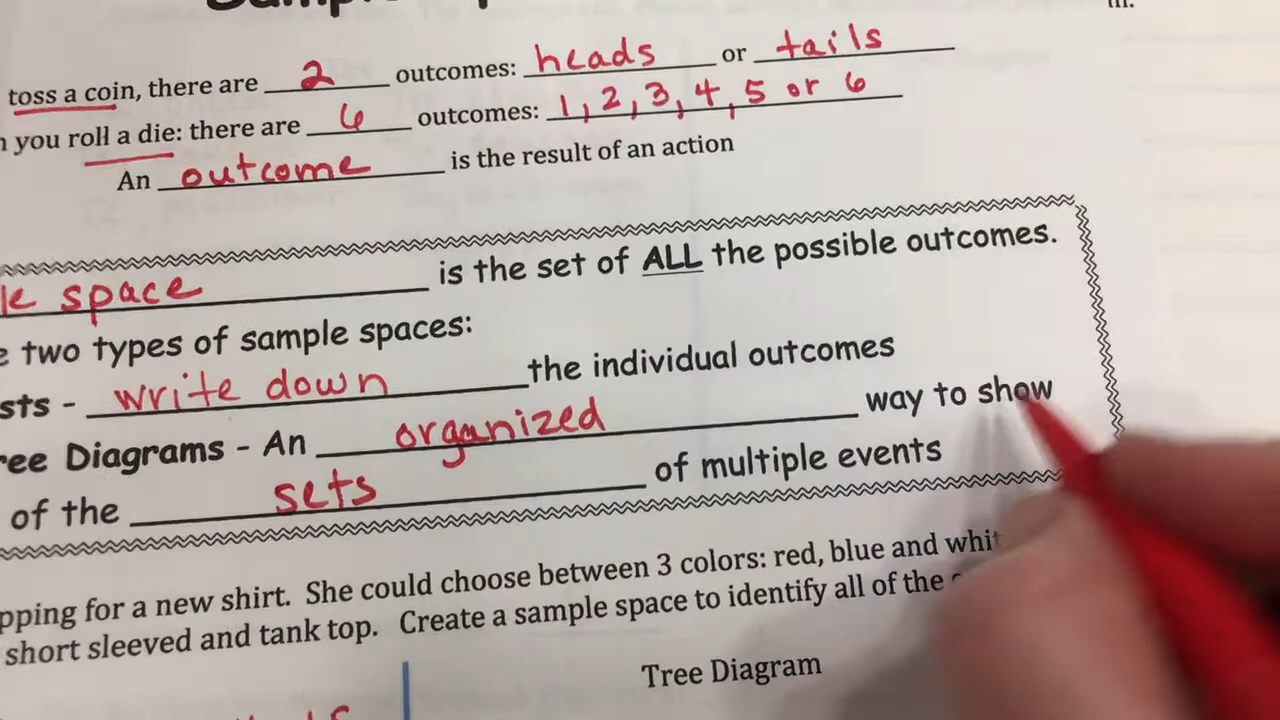 toss a coin, there are 2 outcomes: heads or tails
you roll a die: there are 6 outcomes: 1, 2, 3, 4, 5 or 6
An outcome is the result of an action
space is the set of ALL the possible outcomes.
two types of sample spaces:
sts - write down the individual outcomes
ree Diagrams - An organized way to show
of the sets of multiple events
pping for a new shirt. She could choose between 3 colors: red, blue and whit
short sleeved and tank top. Create a sample space to identify all of the
Tree Diagram